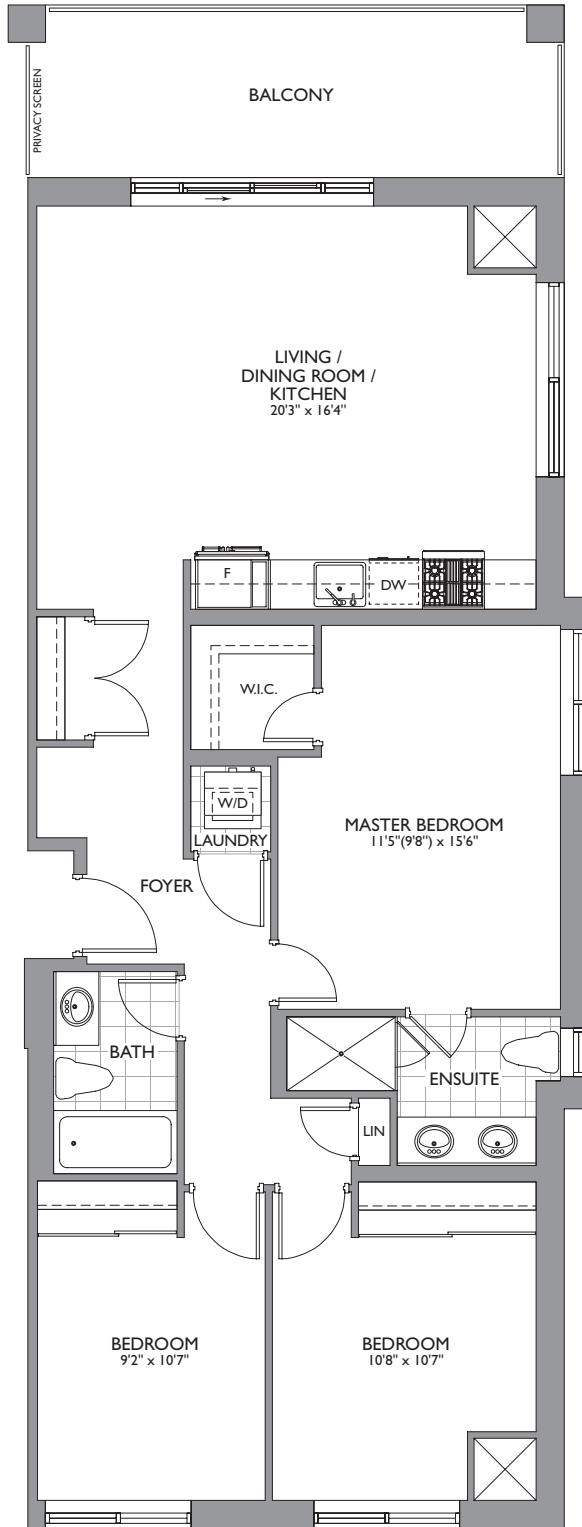 BALCONY
PRIVACY SCREEN
LIVING /
DINING ROOM /
KITCHEN
20'3" x 16'4"
F
DW
W.I.C.
W/D
LAUNDRY
MASTER BEDROOM
11'5"(9'8") x 15'6"
FOYER
BATH
ENSUITE
LIN
BEDROOM
9'2" x 10'7"
BEDROOM
10'8" x 10'7"